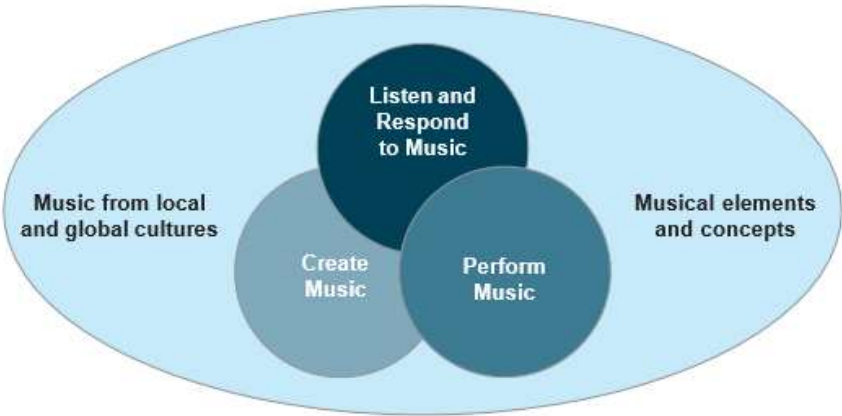 Listen and
Respond
to Music
Music from local
and global cultures
Musical elements
and concepts
Create
Music
Perform
Music